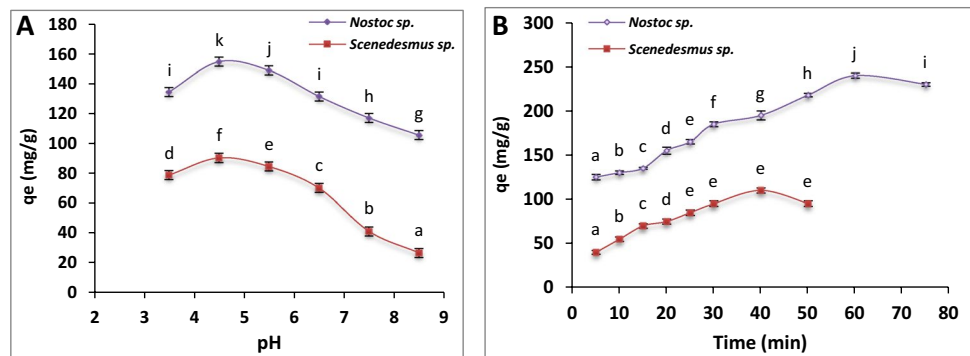 A
Nostoc sp.
Scenedesmus sp.
180
160
140
120
100
80
60
40
20
0
qe (mg/g)
i
k
j
i
h
g
d
f
e
c
b
a
2 3 4 5 6 7 8 9
pH
B
Nostoc sp.
Scenedesmus sp.
300
250
200
150
100
50
0
qe (mg/g)
a b c d e f g h j i
a b c d e e e e
0 10 20 30 40 50 60 70 80
Time (min)